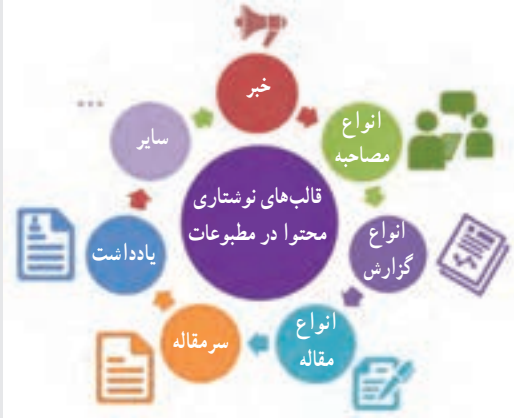 خبر
انواع
مصاحبه
انواع
گزارش
انواع
مقاله
سرمقاله
یادداشت
سایر
...
قالب‌های نوشتاری
محتوا در مطبوعات